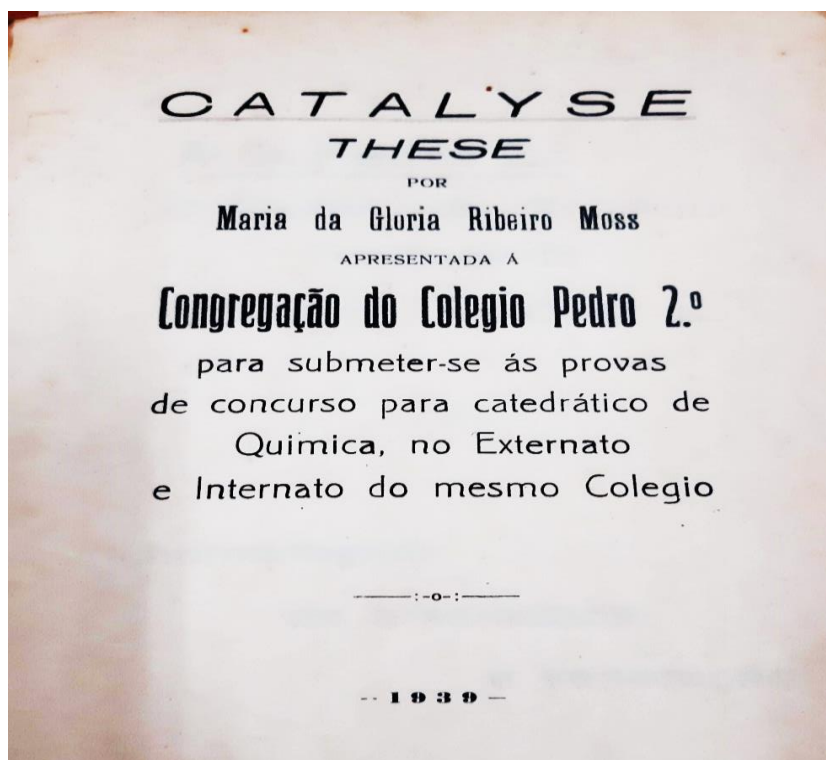 CATALYSE
THESE
POR
Maria da Gloria Ribeiro Moss
APRESENTADA Á
Congregação do Colegio Pedro 2.º
para submeter-se ás provas
de concurso para catedrático de
Quimica, no Externato
e Internato do mesmo Colegio
——:-o-:——
-- 1939 —